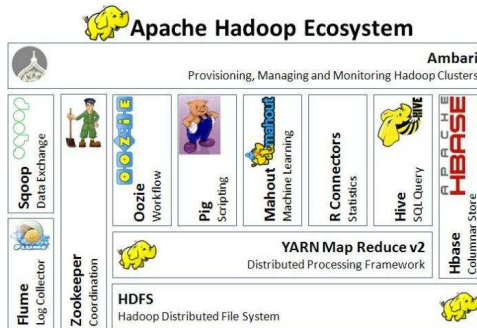 Apache Hadoop Ecosystem
Ambari
Provisioning, Managing and Monitoring Hadoop Clusters
Sqoop
Data Exchange
Flume
Log Collector
Zookeeper
Coordination
OOZIE
Oozie
Workflow
Pig
Scripting
mahout
Mahout
Machine Learning
R Connectors
Statistics
HIVE
Hive
SQL Query
APACHE
HBASE
Hbase
Columnar Store
YARN Map Reduce v2
Distributed Processing Framework
HDFS
Hadoop Distributed File System